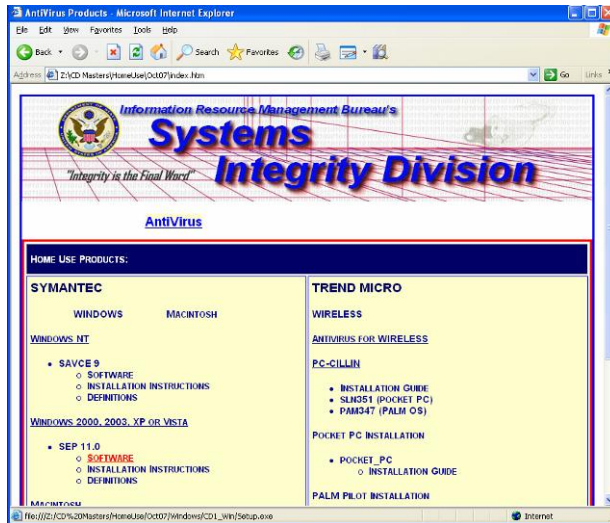 AntiVirus Products - Microsoft Internet Explorer
File Edit View Favorites Tools Help
Back Search Favorites
Address Z:\CD Masters\HomeUse\Oct07\index.htm Go Links
Information Resource Management Bureau's
Systems
Integrity Division
"Integrity is the Final Word"
AntiVirus
HOME USE PRODUCTS:
SYMANTEC
WINDOWS MACINTOSH
WINDOWS NT
• SAVCE 9
○ SOFTWARE
○ INSTALLATION INSTRUCTIONS
○ DEFINITIONS
WINDOWS 2000, 2003, XP OR VISTA
• SEP 11.0
○ SOFTWARE
○ INSTALLATION INSTRUCTIONS
○ DEFINITIONS
MACINTOSH
TREND MICRO
WIRELESS
ANTIVIRUS FOR WIRELESS
PC-CILLIN
• INSTALLATION GUIDE
• SLN351 (POCKET PC)
• PAM347 (PALM OS)
POCKET PC INSTALLATION
• POCKET_PC
○ INSTALLATION GUIDE
PALM PILOT INSTALLATION
file:///Z:/CD%20Masters/HomeUse/Oct07/Windows/CD1_Win/Setup.exe Internet